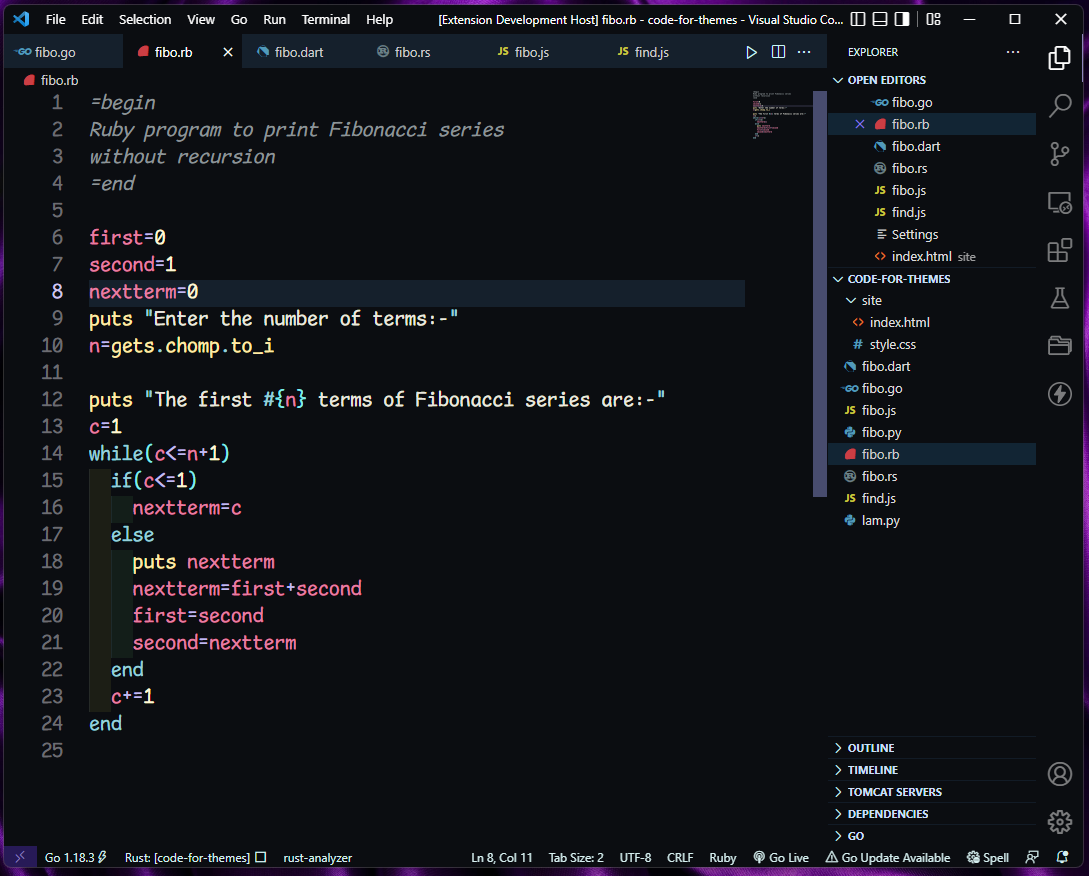 File Edit Selection View Go Run Terminal Help [Extension Development Host] fibo.rb - code-for-themes - Visual Studio Co...
GO fibo.go fibo.rb fibo.dart fibo.rs JS fibo.js JS find.js
fibo.rb
1 =begin
2 Ruby program to print Fibonacci series
3 without recursion
4 =end
5
6 first=0
7 second=1
8 nextterm=0
9 puts "Enter the number of terms:-"
10 n=gets.chomp.to_i
11
12 puts "The first #{n} terms of Fibonacci series are:-"
13 c=1
14 while(c<=n+1)
15 if(c<=1)
16 nextterm=c
17 else
18 puts nextterm
19 nextterm=first+second
20 first=second
21 second=nextterm
22 end
23 c+=1
24 end
25
EXPLORER ...
OPEN EDITORS
GO fibo.go
fibo.rb
fibo.dart
fibo.rs
JS fibo.js
JS find.js
Settings
<> index.html site
CODE-FOR-THEMES
site
<> index.html
# style.css
fibo.dart
GO fibo.go
JS fibo.js
fibo.py
fibo.rb
fibo.rs
JS find.js
lam.py
OUTLINE
TIMELINE
TOMCAT SERVERS
DEPENDENCIES
GO
Go 1.18.3 Rust: [code-for-themes] rust-analyzer Ln 8, Col 11 Tab Size: 2 UTF-8 CRLF Ruby Go Live Go Update Available Spell